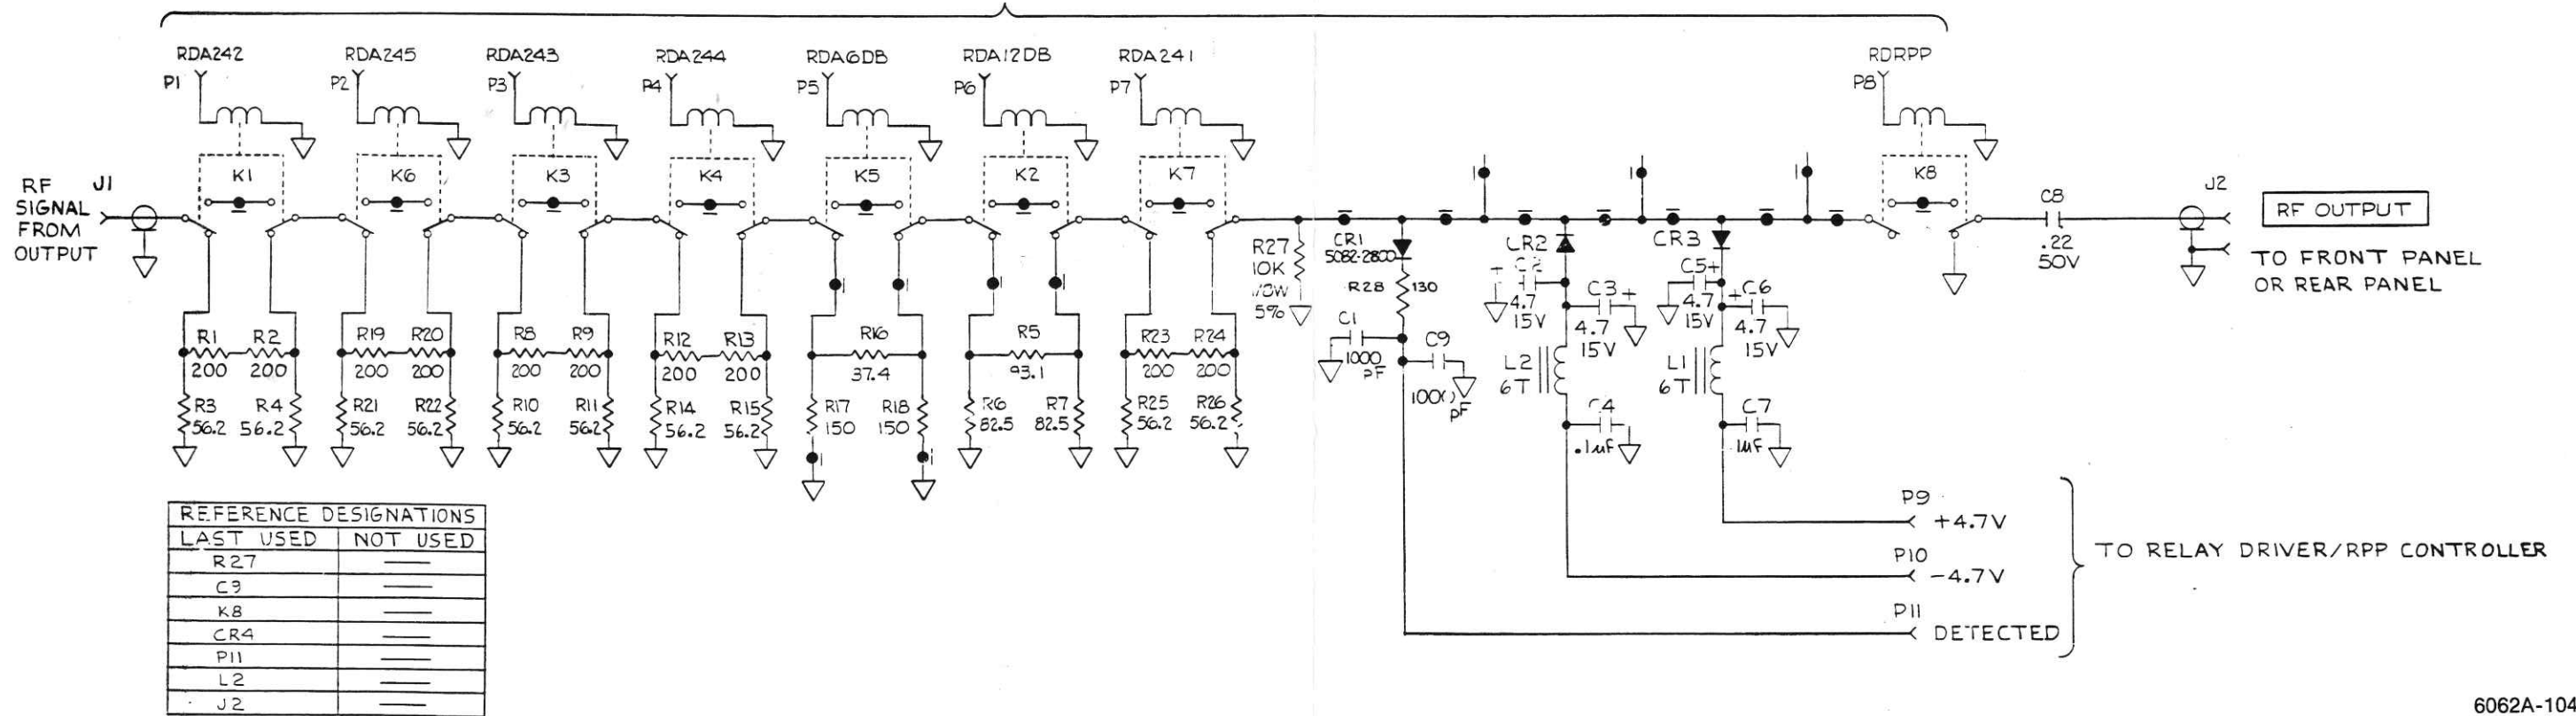 RDA242 RDA245 RDA243 RDA244 RDA6DB RDA12DB RDA241 RDRPP
P1 P2 P3 P4 P5 P6 P7 P8
K1 K6 K3 K4 K5 K2 K7 K8
RF
SIGNAL
FROM
OUTPUT
J1
C8
.22
50V
J2
RF OUTPUT
TO FRONT PANEL
OR REAR PANEL
R27
10K
5%
CR1
5082-2800
R28 130
C1
1000
PF
C9
PF
CR2
4.7
15V
C3 +
4.7
15V
L2
6T
C4
.1uF
CR3
C5+
4.7
15V
+C6
4.7
15V
L1
6T
C7
.1uF
R1 R2
200 200
R3 R4
56.2 56.2
R19 R20
200 200
R21 R22
56.2 56.2
R8 R9
200 200
R10 R11
56.2 56.2
R12 R13
200 200
R14 R15
56.2 56.2
R16
37.4
R17 R18
150 150
R5
93.1
R6 R7
82.5 82.5
R23 R24
200 200
R25 R26
56.2 56.2
P9
+4.7V
P10
-4.7V
P11
DETECTED
TO RELAY DRIVER/RPP CONTROLLER
REFERENCE DESIGNATIONS
LAST USED NOT USED
R27 —
C9 —
K8 —
CR4 —
P11 —
L2 —
J2 —
6062A-104